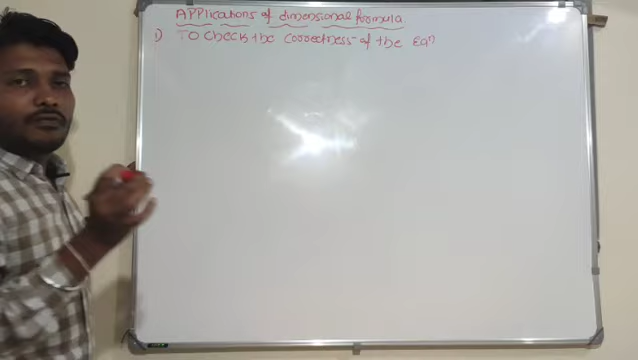 Applications of dimensional formula
1) To check the correctness of the Eqn